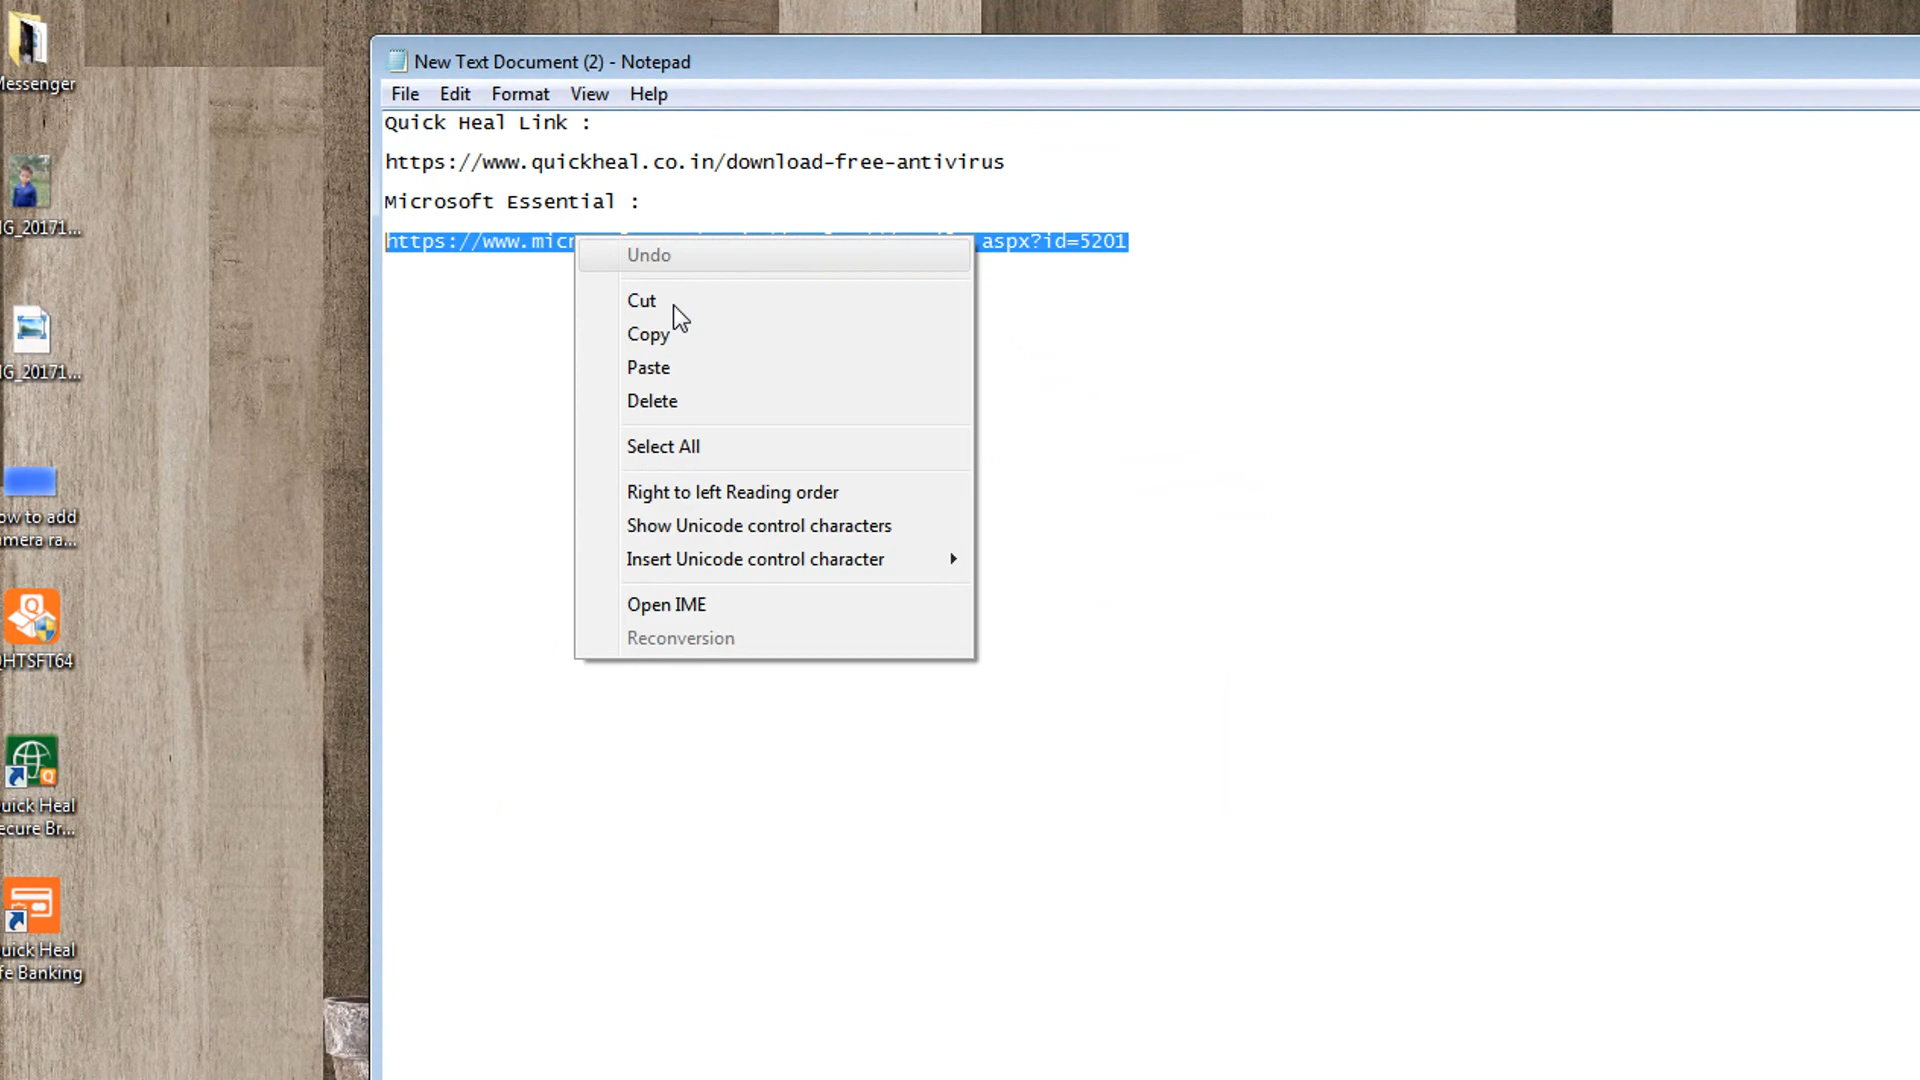 Messenger
New Text Document (2) - Notepad
File Edit Format View Help
Quick Heal Link :
https://www.quickheal.co.in/download-free-antivirus
Microsoft Essential :
https://www.micr
aspx?id=5201
Undo
Cut
Copy
Paste
Delete
Select All
Right to left Reading order
Show Unicode control characters
Insert Unicode control character
Open IME
Reconversion
G_20171...
G_20171...
ow to add
mera ra...
HTSFT64
uick Heal
ecure Br...
uick Heal
fe Banking